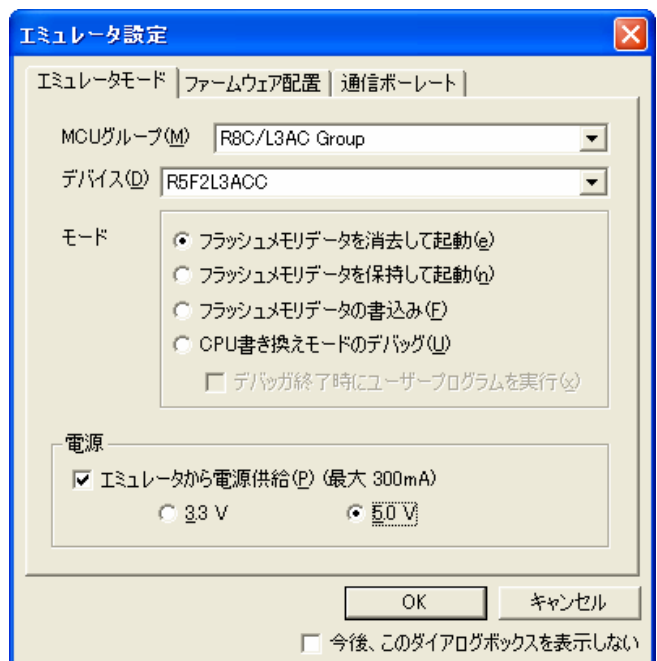 エミュレータ設定
エミュレータモード ファームウェア配置 通信ボーレート
MCUグループ(M) R8C/L3AC Group
デバイス(D) R5F2L3ACC
モード
フラッシュメモリデータを消去して起動(e)
フラッシュメモリデータを保持して起動(n)
フラッシュメモリデータの書込み(F)
CPU書き換えモードのデバッグ(U)
デバッガ終了時にユーザープログラムを実行(x)
電源
エミュレータから電源供給(P) (最大 300mA)
3.3 V 5.0 V
OK キャンセル
今後、このダイアログボックスを表示しない